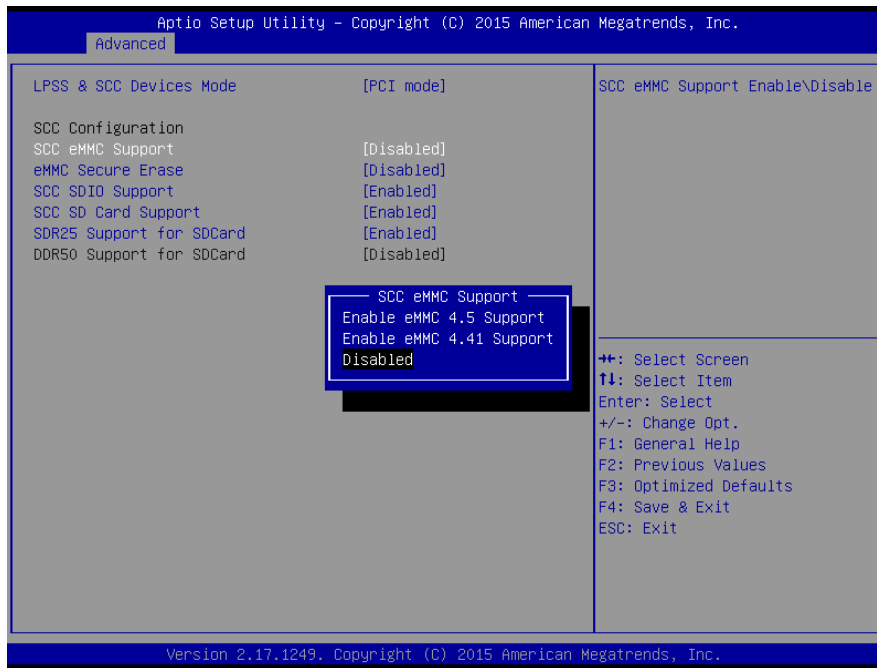 Aptio Setup Utility – Copyright (C) 2015 American Megatrends, Inc.
Advanced
LPSS & SCC Devices Mode [PCI mode]
SCC Configuration
SCC eMMC Support [Disabled]
eMMC Secure Erase [Disabled]
SCC SDIO Support [Enabled]
SCC SD Card Support [Enabled]
SDR25 Support for SDCard [Enabled]
DDR50 Support for SDCard [Disabled]
SCC eMMC Support
Enable eMMC 4.5 Support
Enable eMMC 4.41 Support
Disabled
SCC eMMC Support Enable\Disable
→←: Select Screen
↑↓: Select Item
Enter: Select
+/-: Change Opt.
F1: General Help
F2: Previous Values
F3: Optimized Defaults
F4: Save & Exit
ESC: Exit
Version 2.17.1249. Copyright (C) 2015 American Megatrends, Inc.